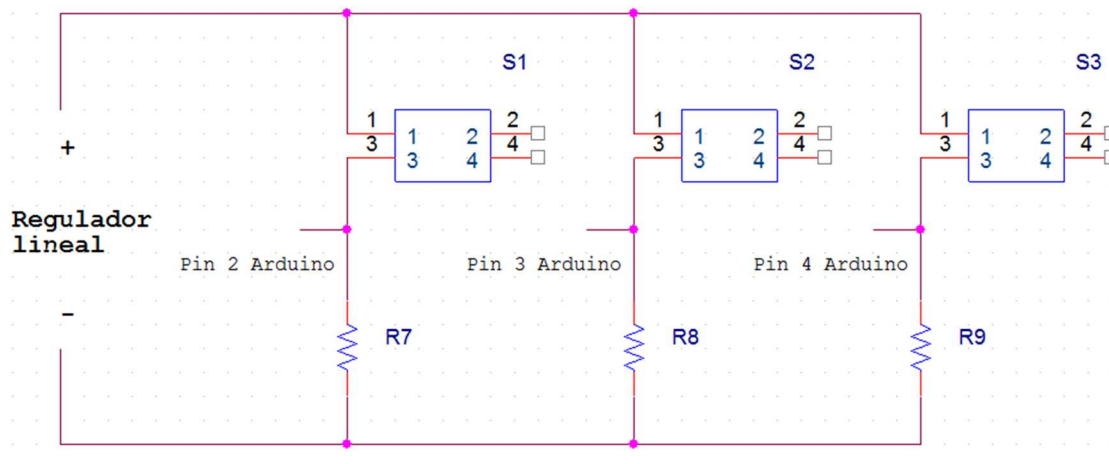 S1
S2
S3
1
3
1 2
3 4
2
4
1
3
1 2
3 4
2
4
1
3
1 2
3 4
2
4
+
Regulador
lineal
-
Pin 2 Arduino
Pin 3 Arduino
Pin 4 Arduino
R7
R8
R9